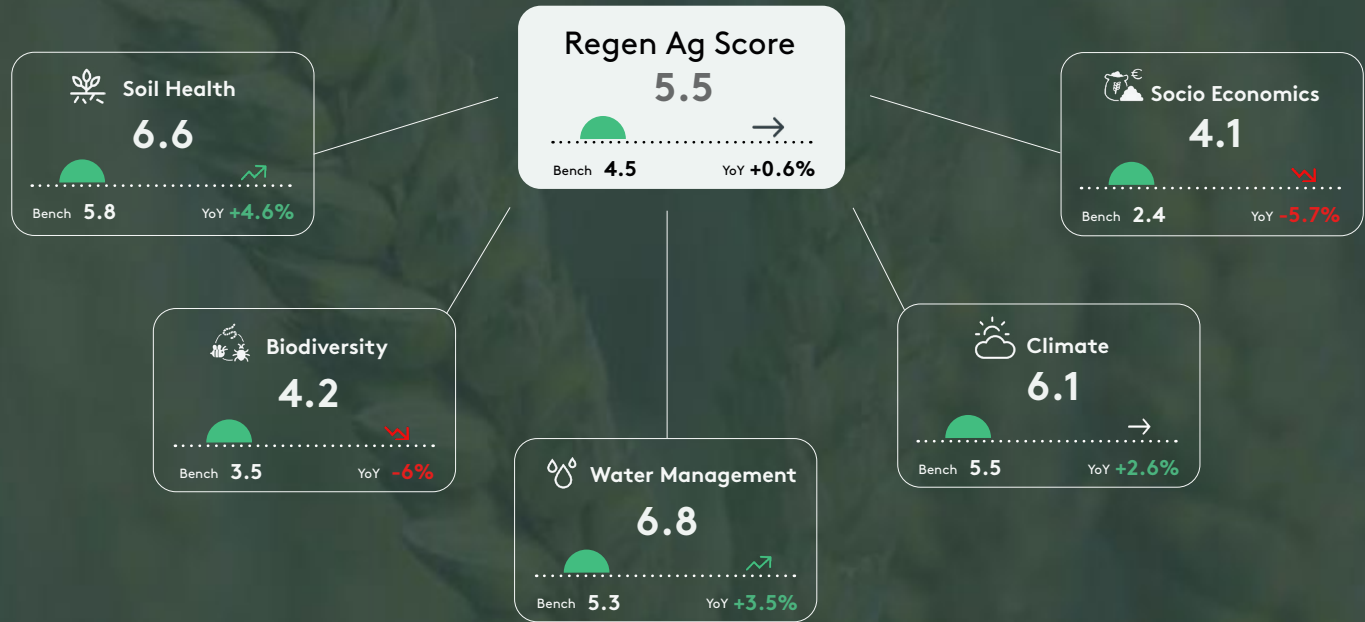 Regen Ag Score
5.5
Bench 4.5 YoY +0.6%
Soil Health
6.6
Bench 5.8 YoY +4.6%
€ Socio Economics
4.1
Bench 2.4 YoY -5.7%
Biodiversity
4.2
Bench 3.5 YoY -6%
Climate
6.1
Bench 5.5 YoY +2.6%
Water Management
6.8
Bench 5.3 YoY +3.5%